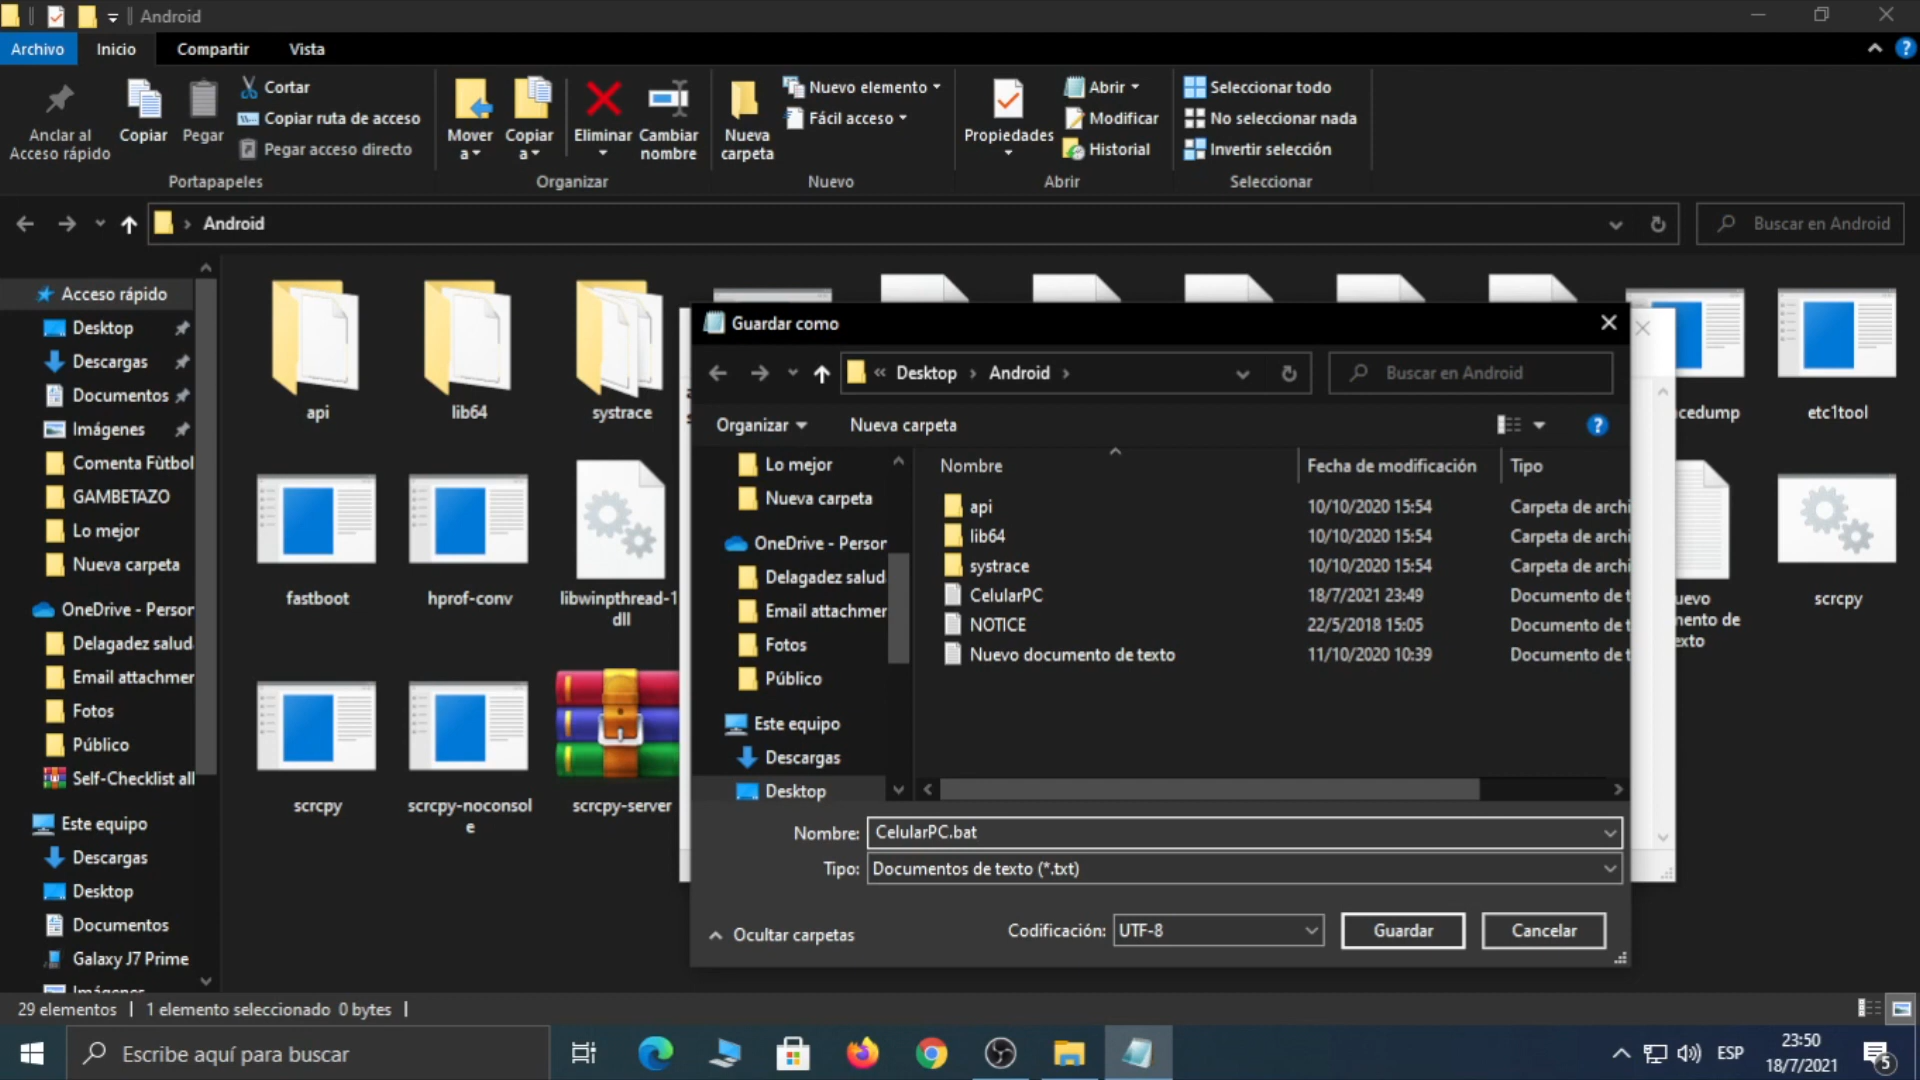 Android
Archivo
Inicio
Compartir
Vista
Anclar al
Acceso rápido
Copiar
Pegar
Cortar
Copiar ruta de acceso
Pegar acceso directo
Portapapeles
Mover
a
Copiar
a
Eliminar
Cambiar
nombre
Organizar
Nueva
carpeta
Nuevo elemento
Fácil acceso
Nuevo
Propiedades
Abrir
Modificar
Historial
Abrir
Seleccionar todo
No seleccionar nada
Invertir selección
Seleccionar
Android
Buscar en Android
Acceso rápido
Desktop
Descargas
Documentos
Imágenes
Comenta Fùtbol
GAMBETAZO
Lo mejor
Nueva carpeta
OneDrive - Person
Delagadez salud
Email attachmer
Fotos
Público
Self-Checklist all
Este equipo
Descargas
Desktop
Documentos
Galaxy J7 Prime
Imágenes
api
lib64
systrace
cedump
etc1tool
fastboot
hprof-conv
libwinpthread-1
dll
uevo
mento de
exto
scrcpy
scrcpy
scrcpy-noconsol
e
scrcpy-server
Guardar como
« Desktop › Android ›
Buscar en Android
Organizar
Nueva carpeta
?
Lo mejor
Nueva carpeta
OneDrive - Person
Delagadez salud
Email attachmer
Fotos
Público
Este equipo
Descargas
Desktop
Nombre Fecha de modificación Tipo
api 10/10/2020 15:54 Carpeta de archi
lib64 10/10/2020 15:54 Carpeta de archi
systrace 10/10/2020 15:54 Carpeta de archi
CelularPC 18/7/2021 23:49 Documento de t
NOTICE 22/5/2018 15:05 Documento de t
Nuevo documento de texto 11/10/2020 10:39 Documento de t
Nombre: CelularPC.bat
Tipo: Documentos de texto (*.txt)
Ocultar carpetas
Codificación: UTF-8
Guardar
Cancelar
29 elementos | 1 elemento seleccionado 0 bytes |
Escribe aquí para buscar
ESP
23:50
18/7/2021
5